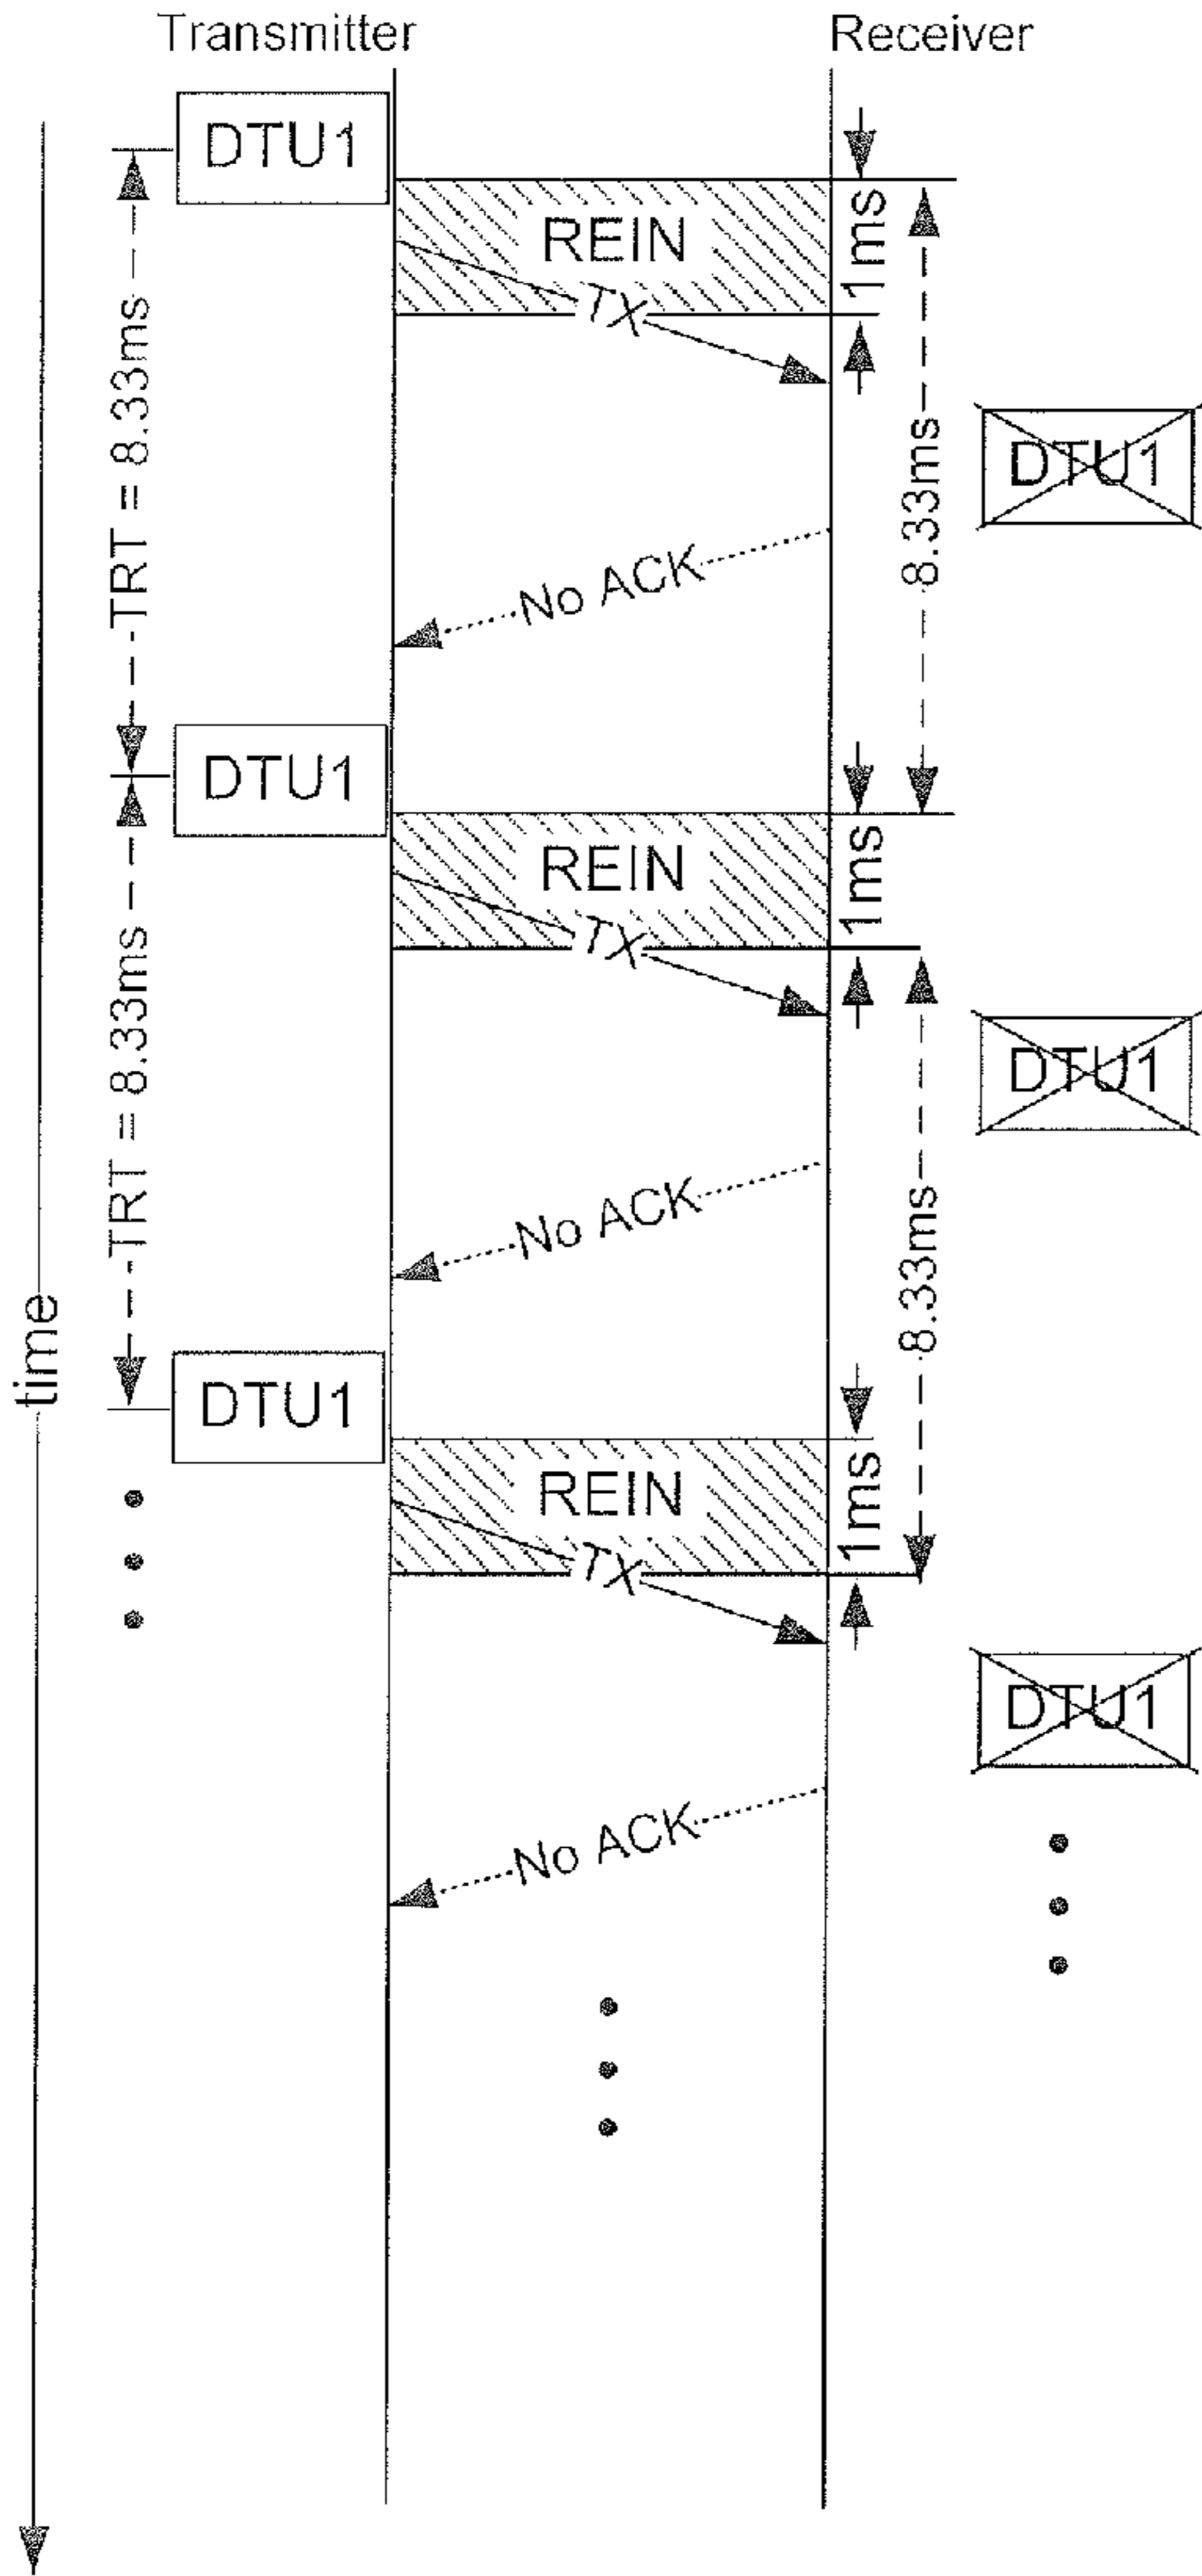 Transmitter
Receiver
DTU1
REIN
1ms
TX
TRT = 8.33ms
8.33ms
DTU1
No ACK
DTU1
REIN
1ms
TX
TRT = 8.33ms
8.33ms
DTU1
No ACK
time
DTU1
REIN
1ms
TX
DTU1
No ACK